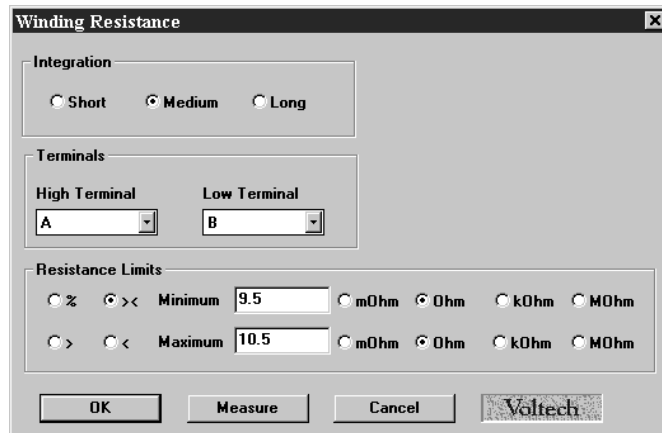 Winding Resistance
Integration
Short Medium Long
Terminals
High Terminal Low Terminal
A B
Resistance Limits
% >< Minimum 9.5 mOhm Ohm kOhm MOhm
> < Maximum 10.5 mOhm Ohm kOhm MOhm
OK Measure Cancel Voltech